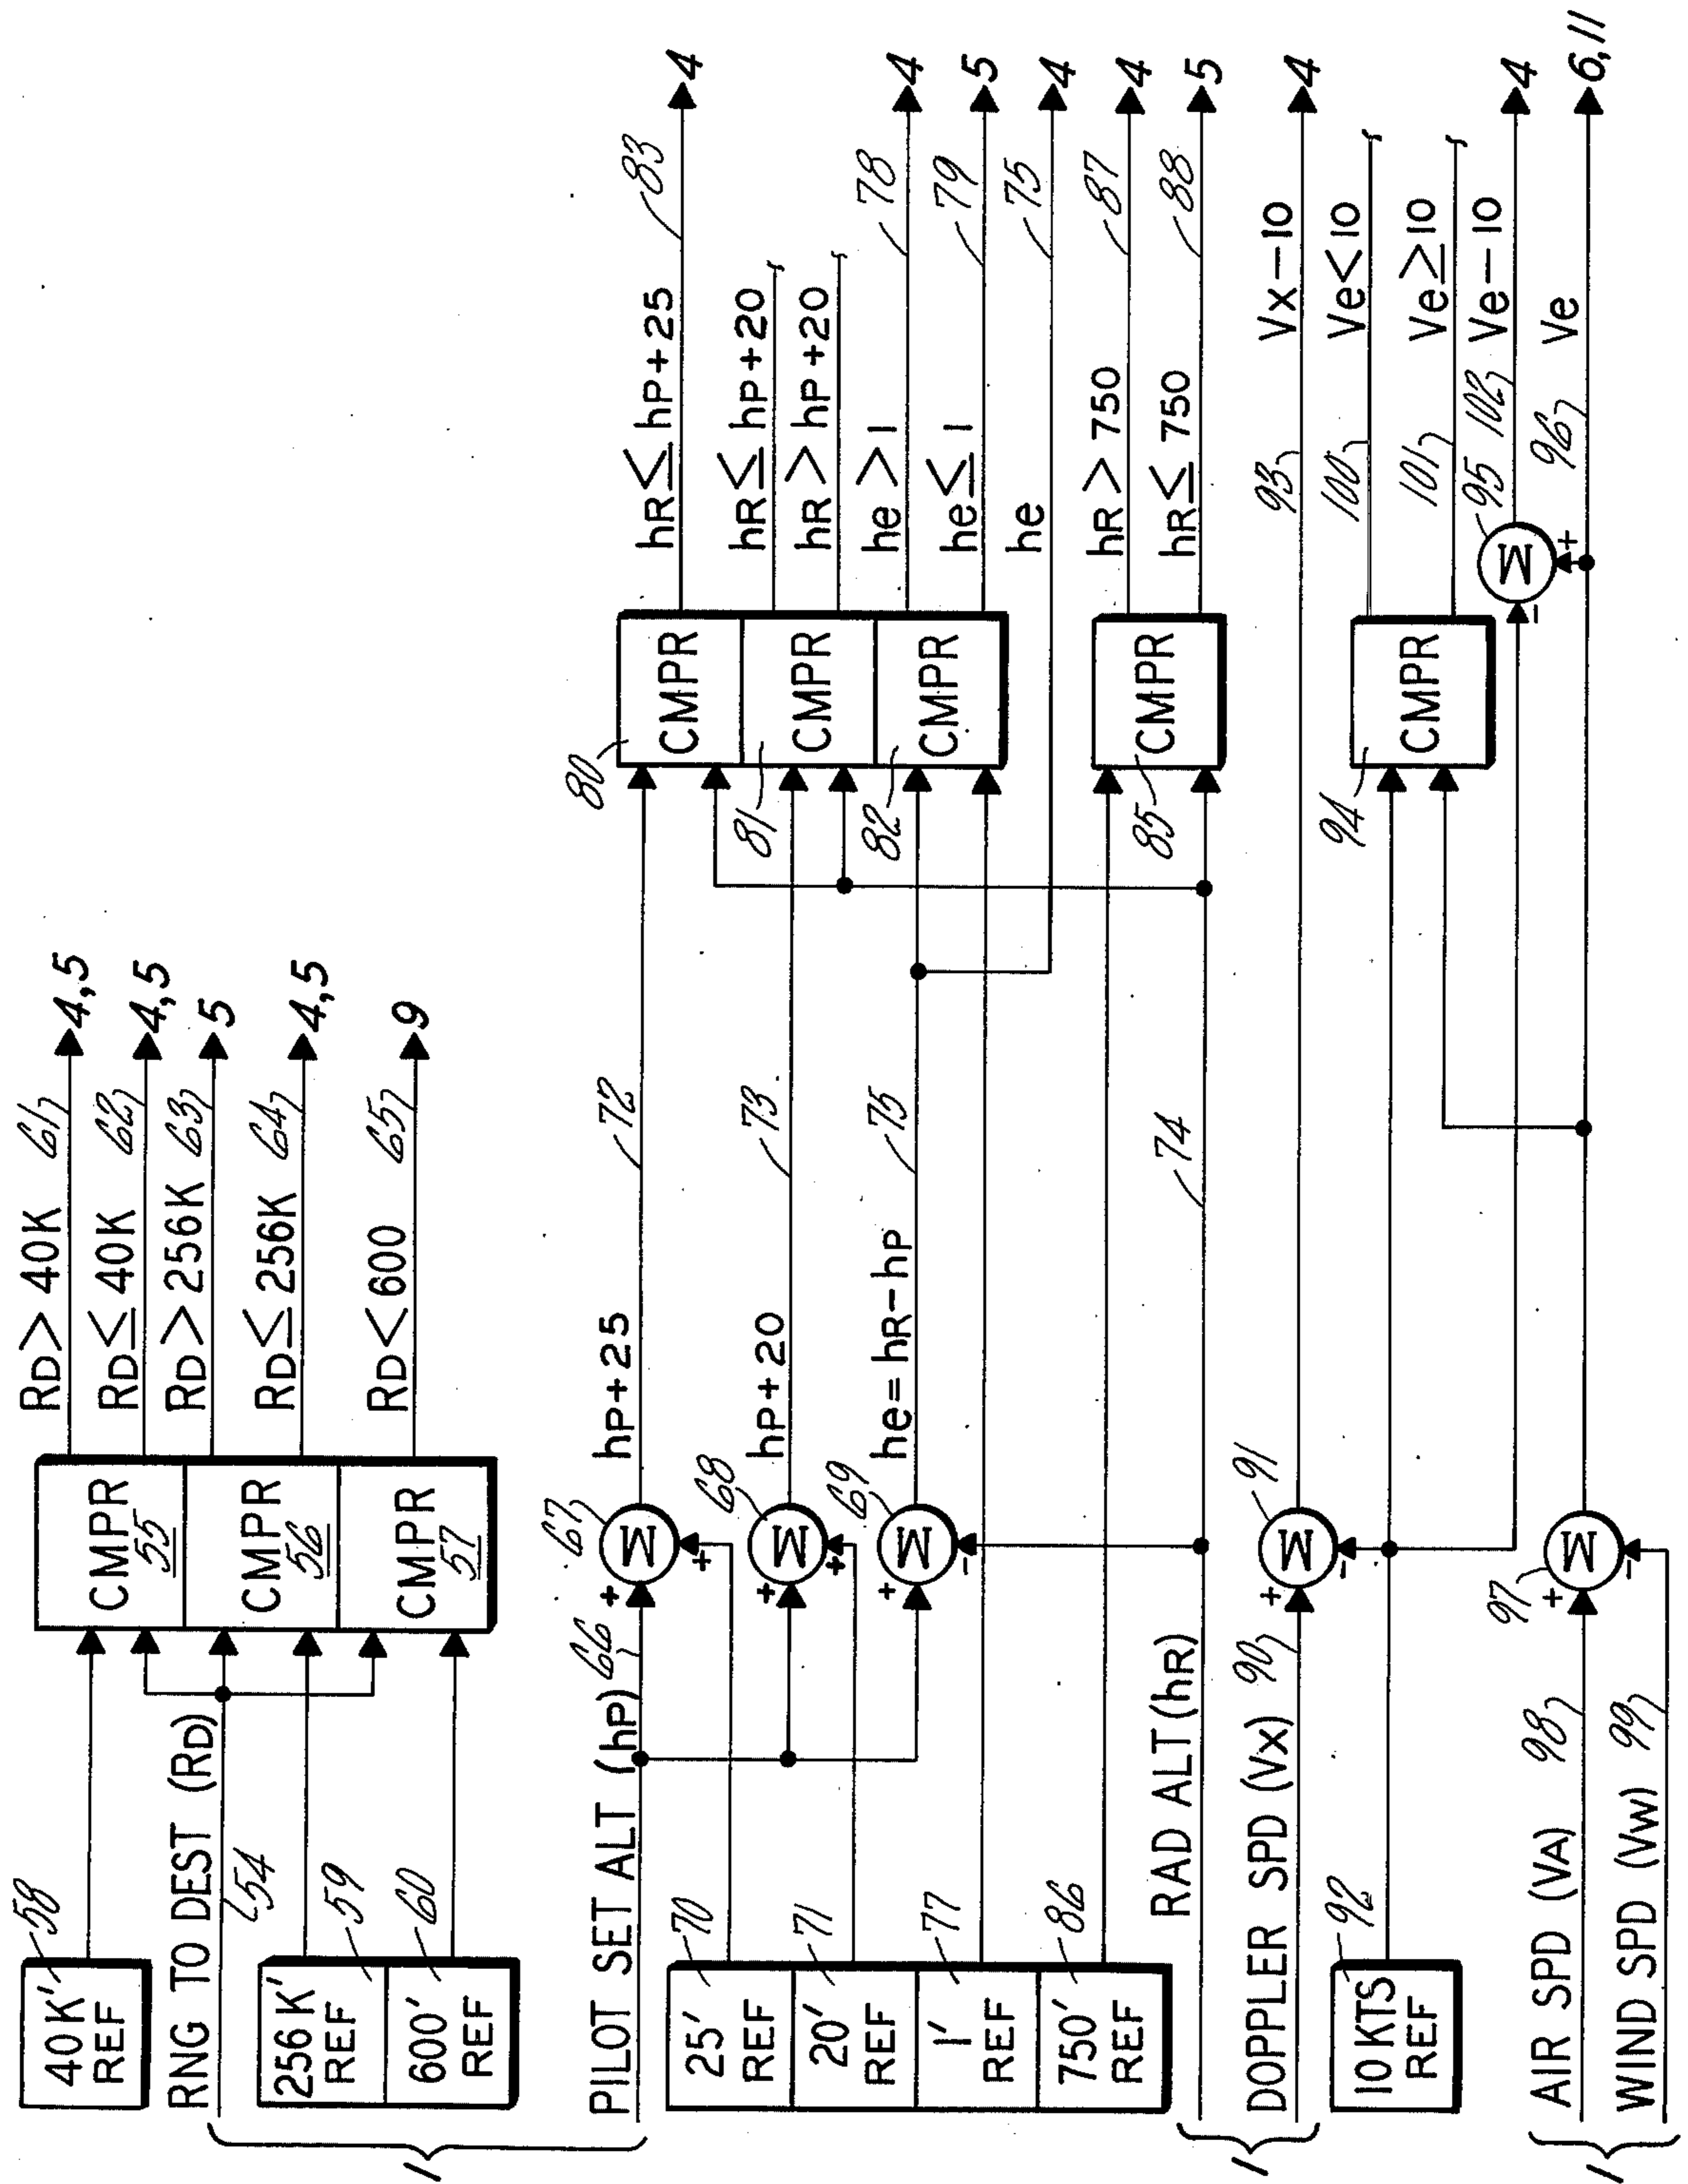 58
40K' REF
RNG TO DEST (RD)
54
256K' REF
59
600' REF
60
CMPR 55
CMPR 56
CMPR 57
RD>40K 61 4,5
RD≤40K 62 4,5
RD>256K 63 5
RD≤256K 64 4,5
RD<600 65 9
1
PILOT SET ALT (hP) 66
+ Σ + 67
hP+25
72
+ Σ + 68
hP+20
73
+ Σ - 69
he=hR-hP
75
25' REF
70
20' REF
71
1' REF
77
750' REF
86
80
CMPR
81
CMPR
82
CMPR
hR≤hP+25 83 4
hR≤hP+20
hR>hP+20
he>1 78 4
he≤1 79 5
he 75 4
85
CMPR
hR>750 87 4
hR≤750 88 5
RAD ALT (hR)
74
1
DOPPLER SPD (Vx) 90
+ Σ - 91
93 Vx-10 4
10KTS REF
92
94
CMPR
100 Ve<10
101 Ve≥10
- Σ + 95
102 Ve-10 4
AIR SPD (VA) 98
WIND SPD (Vw) 99
1
97 + Σ -
96 Ve 6,11